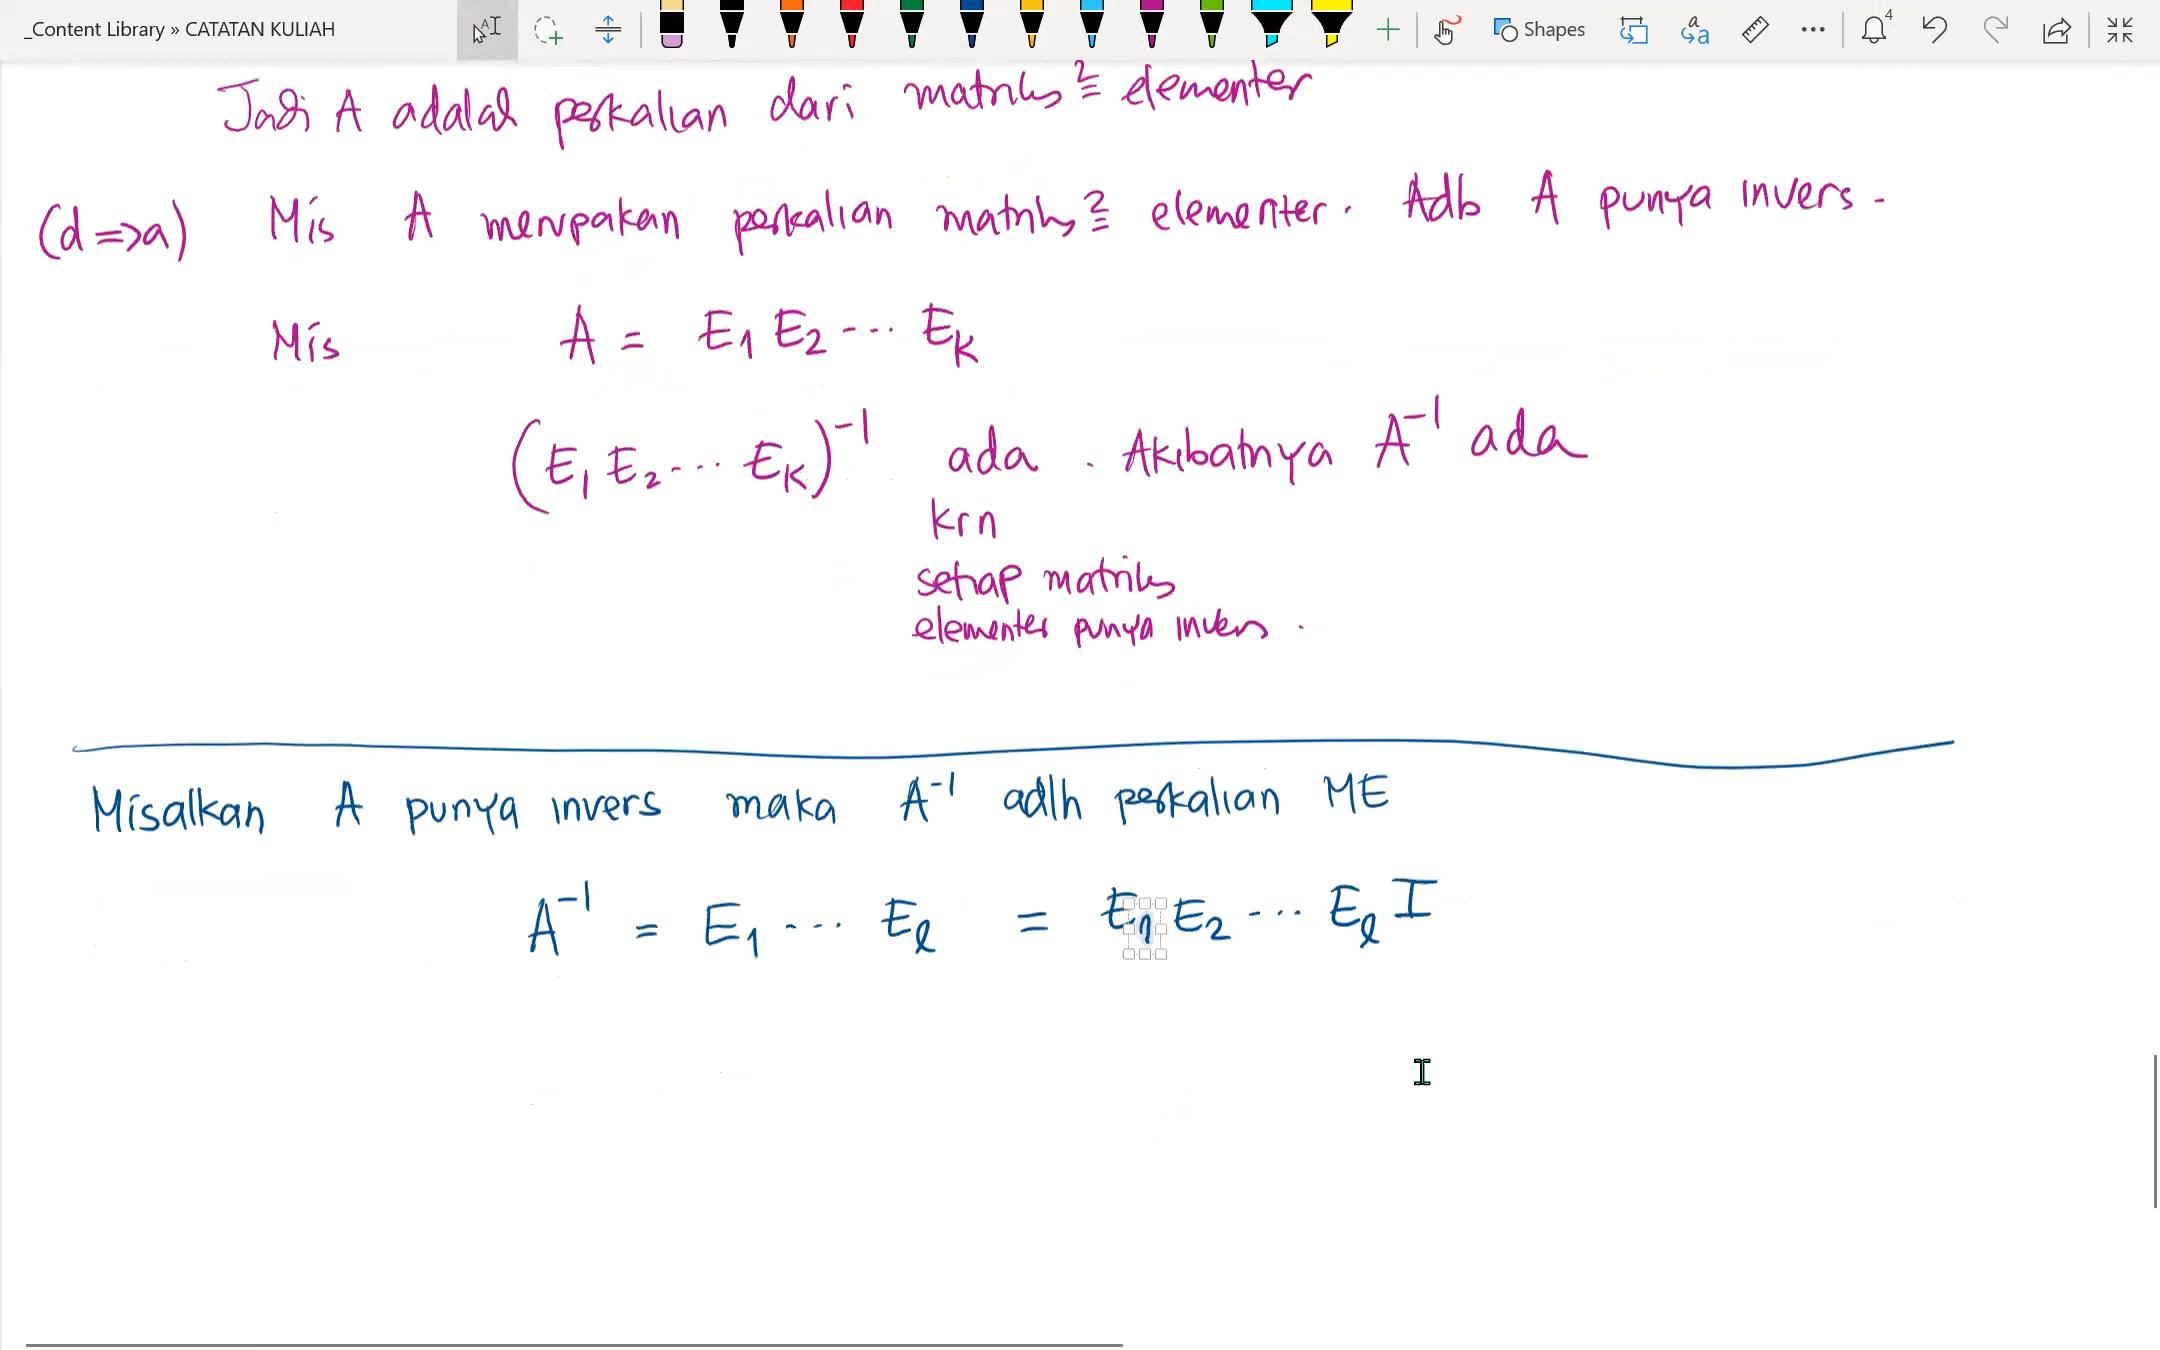 _Content Library » CATATAN KULIAH
Shapes
4
Jadi A adalah perkalian dari matriks² elementer
(d=>a) Mis A merupakan perkalian matriks² elementer. Adb A punya invers.
Mis A = E₁ E₂ ... Eₖ
(E₁ E₂ ... Eₖ)⁻¹ ada. Akibatnya A⁻¹ ada
krn
setiap matriks
elementer punya invers.
Misalkan A punya invers maka A⁻¹ adlh perkalian ME
A⁻¹ = E₁ ... Eℓ = E₁ E₂ ... Eℓ I